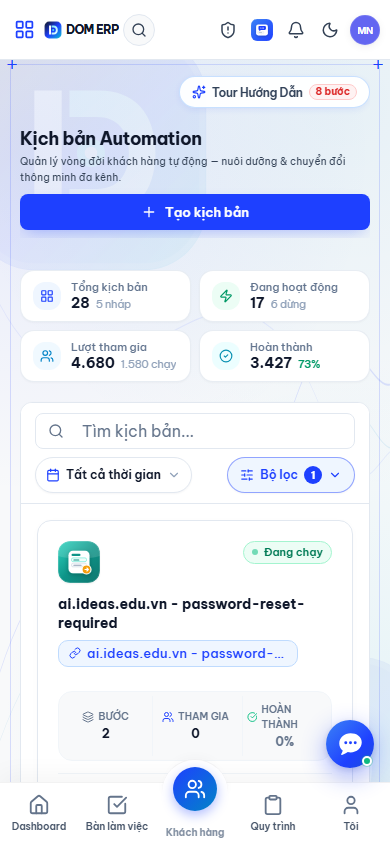 DOM ERP
MN
Tour Hướng Dẫn 8 bước
Kịch bản Automation
Quản lý vòng đời khách hàng tự động — nuôi dưỡng & chuyển đổi
thông minh đa kênh.
Tạo kịch bản
Tổng kịch bản
28 5 nháp
Đang hoạt động
17 6 dừng
Lượt tham gia
4.680 1.580 chạy
Hoàn thành
3.427 73%
Tìm kịch bản...
Tất cả thời gian
Bộ lọc 1
Đang chạy
ai.ideas.edu.vn - password-reset-
required
ai.ideas.edu.vn - password-...
BƯỚC
2
THAM GIA
0
HOÀN
THÀNH
0%
Dashboard
Bàn làm việc
Khách hàng
Quy trình
Tôi